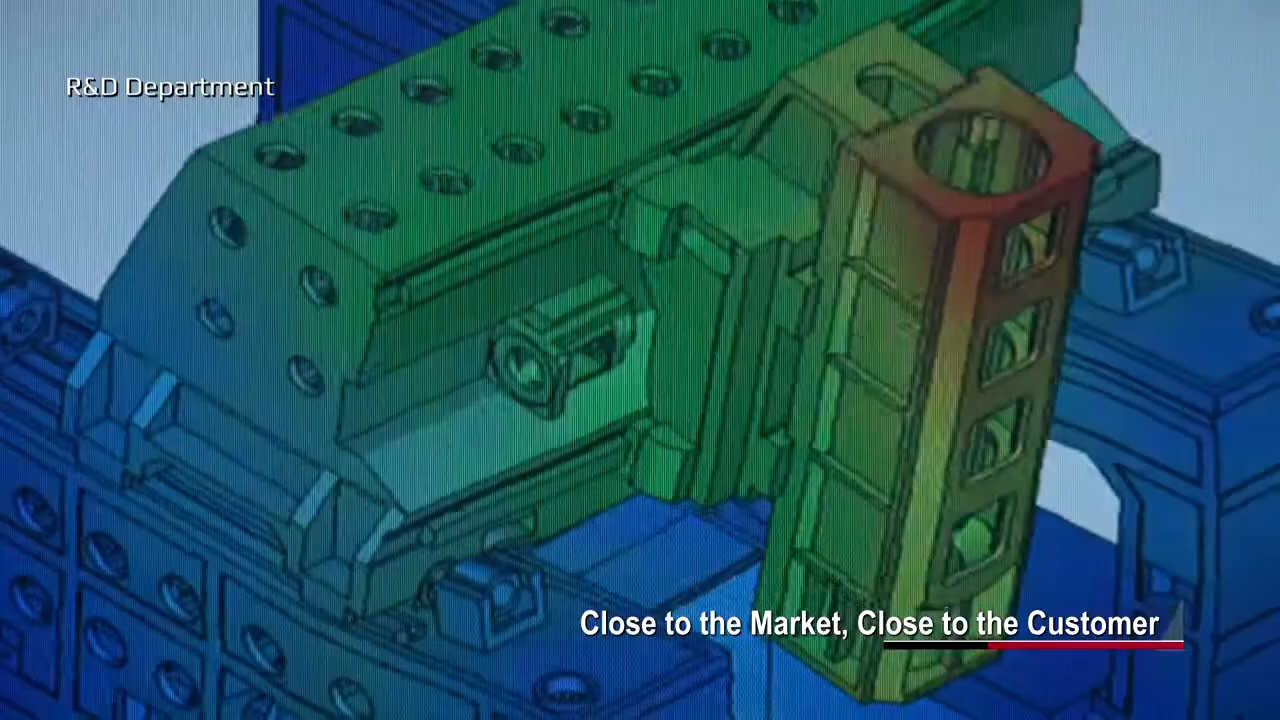 R&D Department
Close to the Market, Close to the Customer